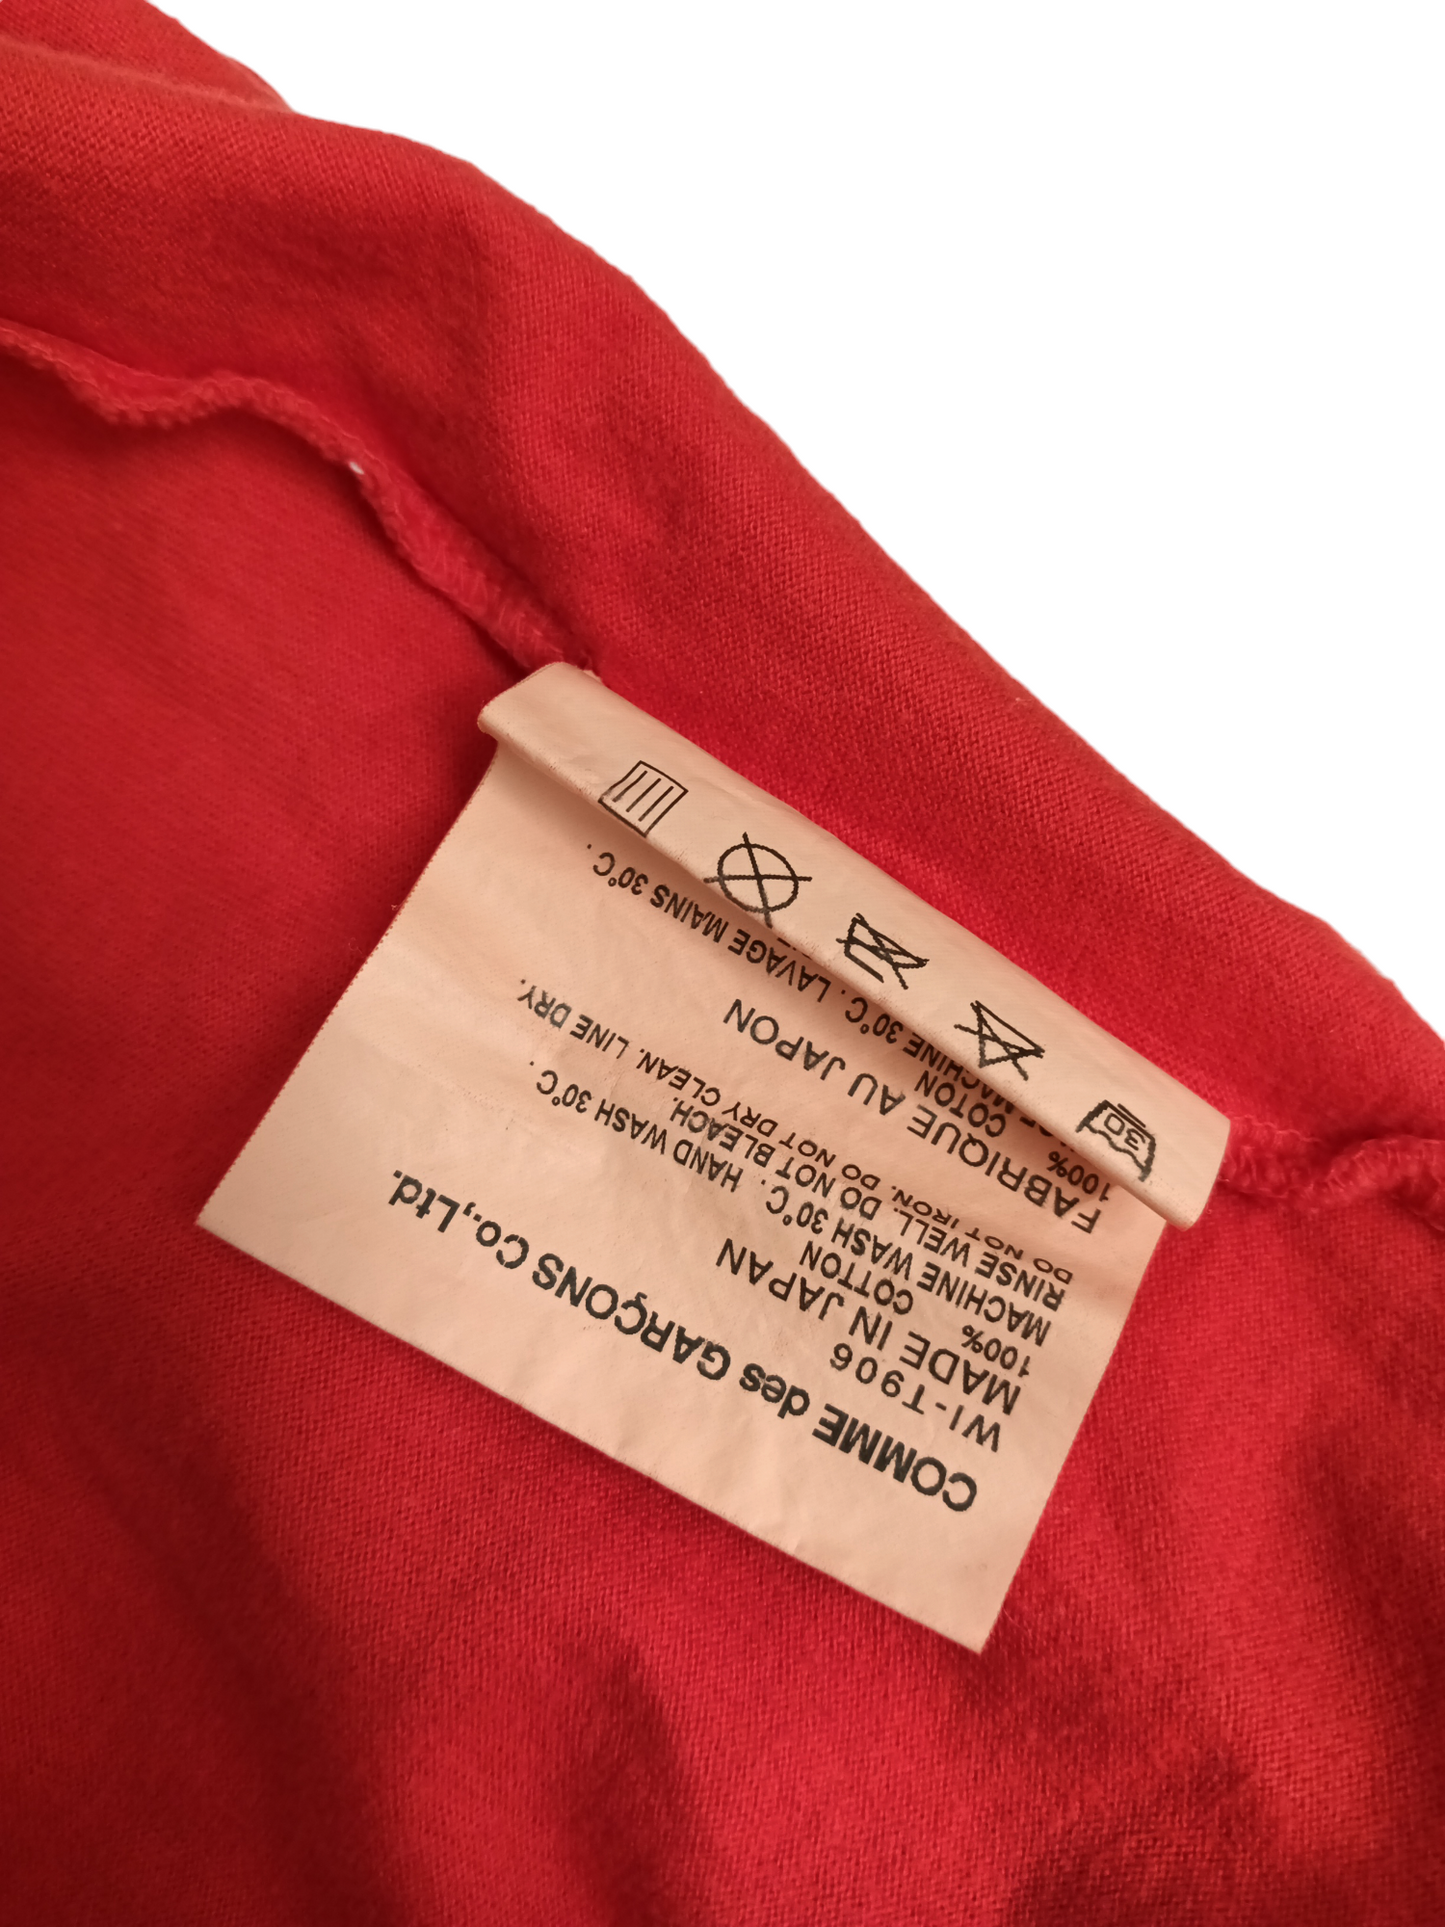 COMME des GARÇONS Co.,Ltd.
WI-T906
MADE IN JAPAN
100% COTTON
MACHINE WASH 30°C. HAND WASH 30°C.
RINSE WELL. DO NOT BLEACH.
DO NOT IRON. DO NOT DRY CLEAN. LINE DRY.
FABRIQUE AU JAPON
100% COTON
MACHINE 30°C. LAVAGE MAINS 30°C.
30